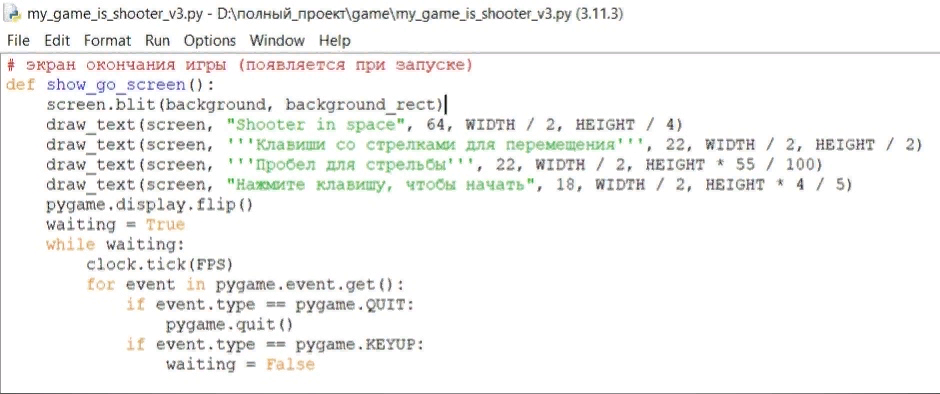 my_game_is_shooter_v3.py - D:\полный_проект\game\my_game_is_shooter_v3.py (3.11.3)
File Edit Format Run Options Window Help
# экран окончания игры (появляется при запуске)
def show_go_screen():
    screen.blit(background, background_rect)
    draw_text(screen, "Shooter in space", 64, WIDTH / 2, HEIGHT / 4)
    draw_text(screen, '''Клавиши со стрелками для перемещения''', 22, WIDTH / 2, HEIGHT / 2)
    draw_text(screen, '''Пробел для стрельбы''', 22, WIDTH / 2, HEIGHT * 55 / 100)
    draw_text(screen, "Нажмите клавишу, чтобы начать", 18, WIDTH / 2, HEIGHT * 4 / 5)
    pygame.display.flip()
    waiting = True
    while waiting:
        clock.tick(FPS)
        for event in pygame.event.get():
            if event.type == pygame.QUIT:
                pygame.quit()
            if event.type == pygame.KEYUP:
                waiting = False